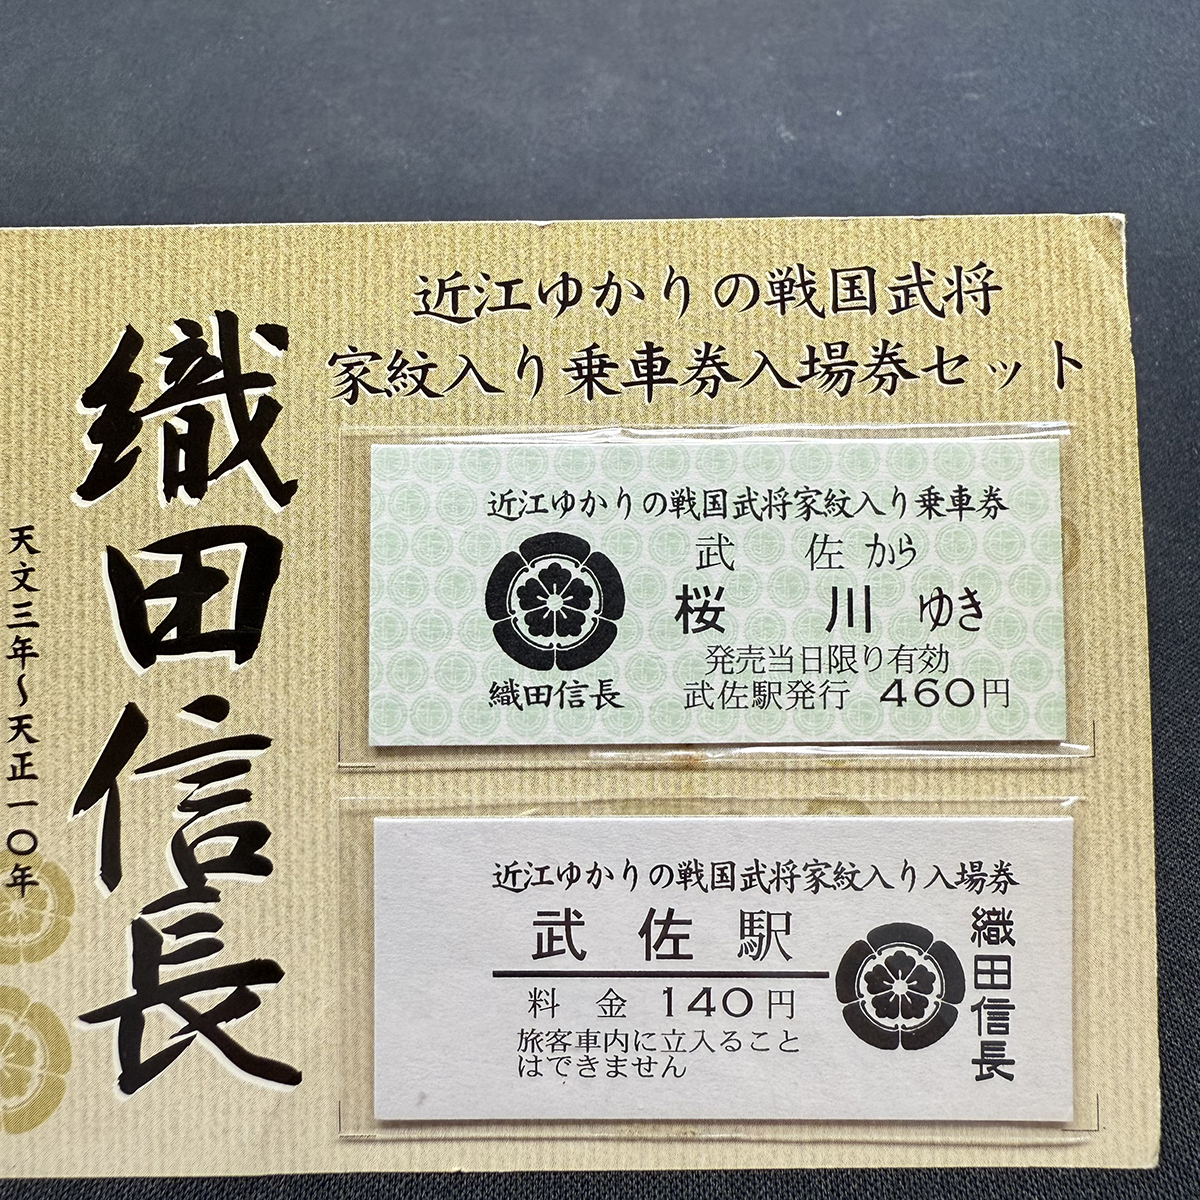 近江ゆかりの戦国武将
家紋入り乗車券入場券セット
織田信長
天文三年～天正一〇年
近江ゆかりの戦国武将家紋入り乗車券
武佐から
桜川ゆき
発売当日限り有効
武佐駅発行 460円
織田信長
近江ゆかりの戦国武将家紋入り入場券
武佐駅
料金 140円
旅客車内に立入ること
はできません
織田信長